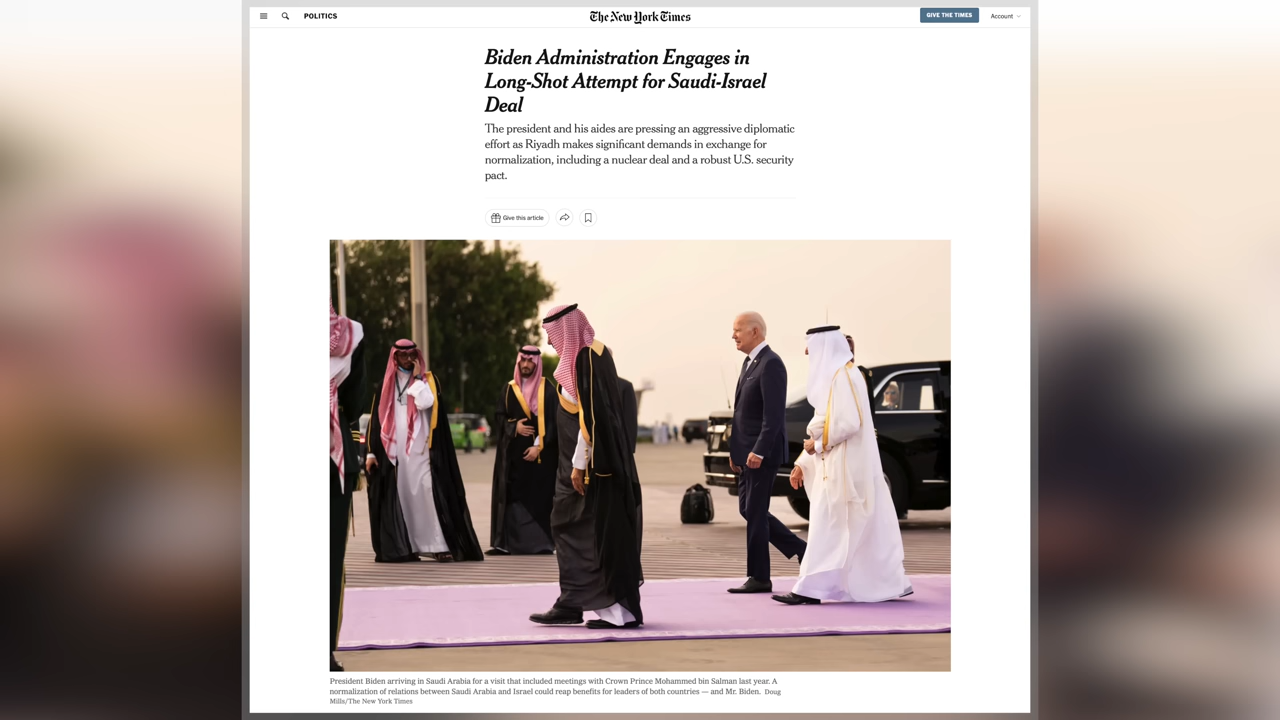 POLITICS
The New York Times
GIVE THE TIMES
Account
Biden Administration Engages in
Long-Shot Attempt for Saudi-Israel
Deal
The president and his aides are pressing an aggressive diplomatic
effort as Riyadh makes significant demands in exchange for
normalization, including a nuclear deal and a robust U.S. security
pact.
Give this article
President Biden arriving in Saudi Arabia for a visit that included meetings with Crown Prince Mohammed bin Salman last year. A
normalization of relations between Saudi Arabia and Israel could reap benefits for leaders of both countries — and Mr. Biden. Doug
Mills/The New York Times